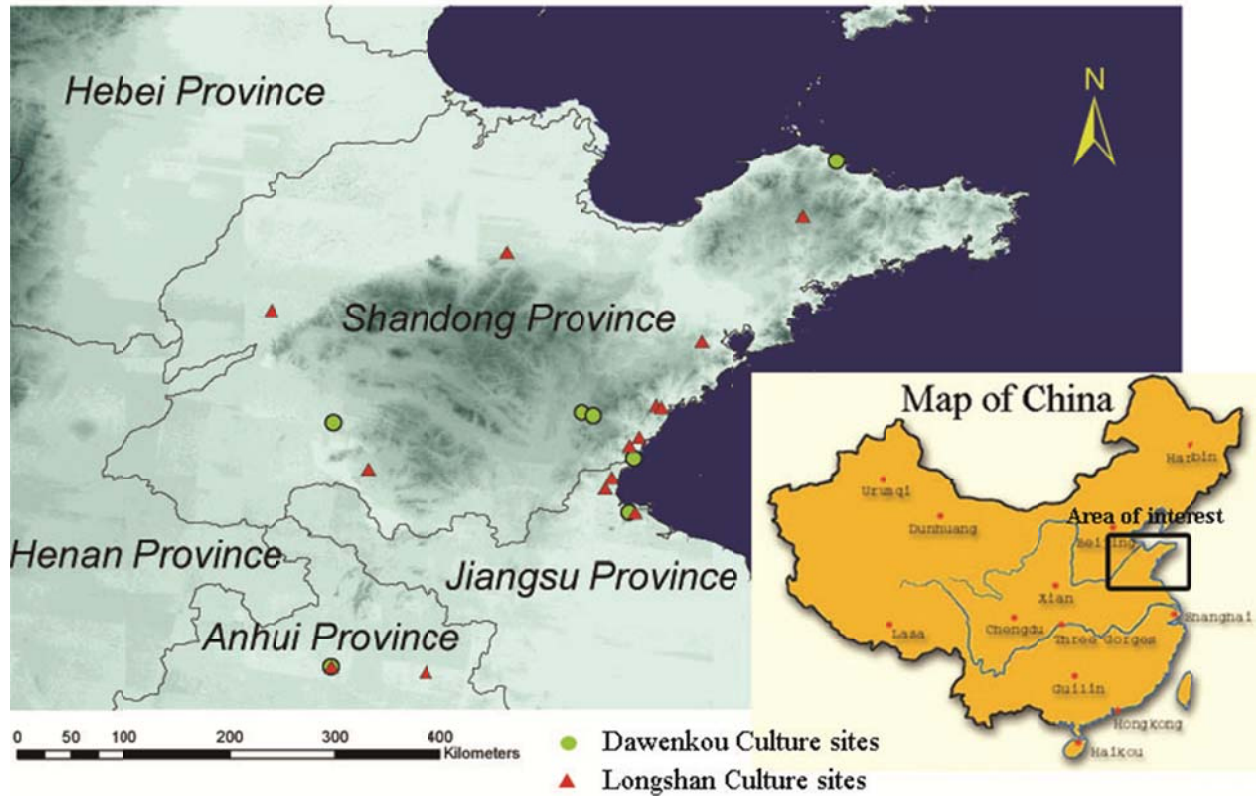 Hebei Province
N
Shandong Province
Henan Province
Jiangsu Province
Anhui Province
Map of China
Harbin
Urumqi
Dunhuang
Area of interest
Beijing
Xian
Shanghai
Chengdu
Three Gorges
Lasa
Guilin
Hongkong
Haikou
0 50 100 200 300 400
Kilometers
Dawenkou Culture sites
Longshan Culture sites